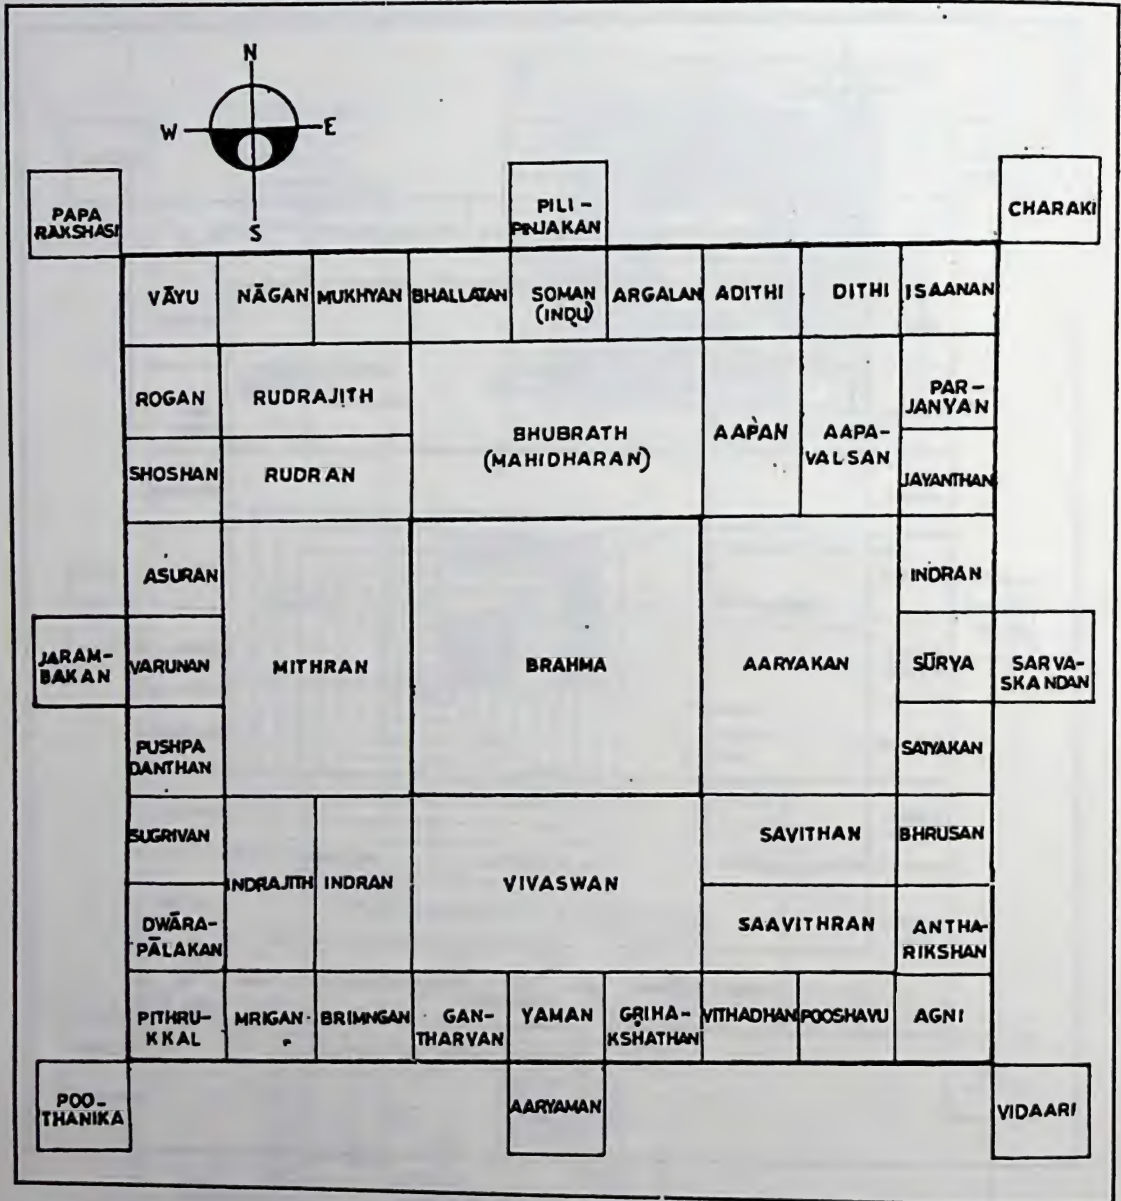 N
W
E
S
PAPA
RAKSHASI
PILI-
PINJAKAN
CHARAKI
VĀYU
NĀGAN
MUKHYAN
BHALLATAN
SOMAN
(INDU)
ARGALAN
ADITHI
DITHI
ISAANAN
ROGAN
RUDRAJITH
BHUBRATH
(MAHIDHARAN)
AAPAN
AAPA-
VALSAN
PAR-
JANYAN
SHOSHAN
RUDRAN
JAYANTHAN
ASURAN
INDRAN
JARAM-
BAKAN
VARUNAN
MITHRAN
BRAHMA
AARYAKAN
SŪRYA
SARVA-
SKANDAN
PUSHPA
DANTHAN
SATYAKAN
SUGRIVAN
INDRAJITH
INDRAN
VIVASWAN
SAVITHAN
BHRUSAN
DWĀRA-
PĀLAKAN
SAAVITHRAN
ANTHA-
RIKSHAN
PITHRU-
KKAL
MRIGAN
BRIMNGAN
GAN-
THARVAN
YAMAN
GRIHA-
KSHATHAN
VITHADHAN
POOSHAVU
AGNI
POO-
THANIKA
AARYAMAN
VIDAARI